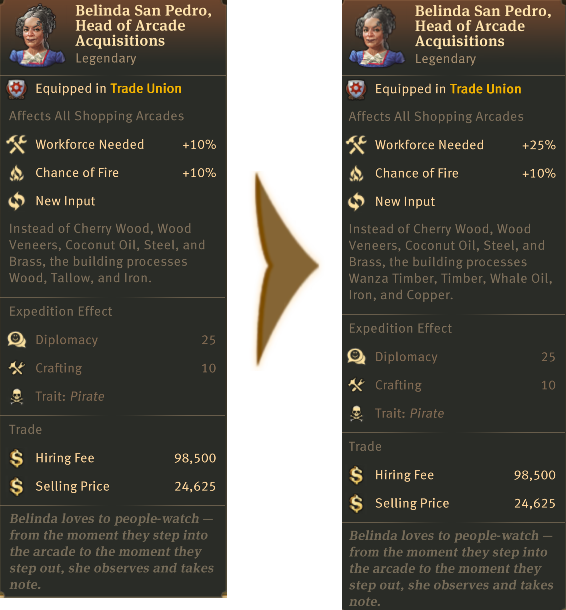 Belinda San Pedro,
Head of Arcade
Acquisitions
Legendary
Equipped in Trade Union
Affects All Shopping Arcades
Workforce Needed +10%
Chance of Fire +10%
New Input
Instead of Cherry Wood, Wood
Veneers, Coconut Oil, Steel, and
Brass, the building processes
Wood, Tallow, and Iron.
Expedition Effect
Diplomacy 25
Crafting 10
Trait: Pirate
Trade
Hiring Fee 98,500
Selling Price 24,625
Belinda loves to people-watch —
from the moment they step into
the arcade to the moment they
step out, she observes and takes
note.
Belinda San Pedro,
Head of Arcade
Acquisitions
Legendary
Equipped in Trade Union
Affects All Shopping Arcades
Workforce Needed +25%
Chance of Fire +10%
New Input
Instead of Cherry Wood, Wood
Veneers, Coconut Oil, Steel, and
Brass, the building processes
Wanza Timber, Timber, Whale Oil,
Iron, and Copper.
Expedition Effect
Diplomacy 25
Crafting 10
Trait: Pirate
Trade
Hiring Fee 98,500
Selling Price 24,625
Belinda loves to people-watch —
from the moment they step into
the arcade to the moment they
step out, she observes and takes
note.